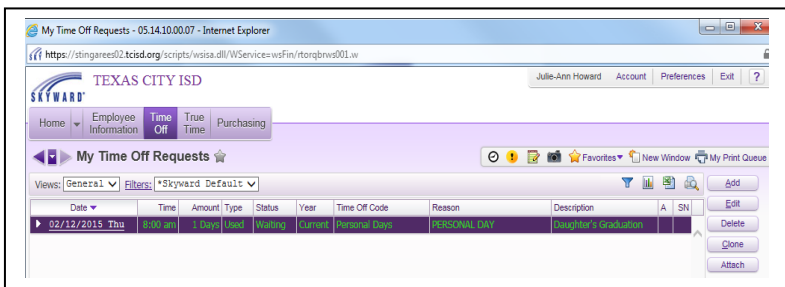 My Time Off Requests - 05.14.10.00.07 - Internet Explorer
https://stingarees02.tcisd.org/scripts/wsisa.dll/WService=wsFin/rtorqbrws001.w
SKYWARD TEXAS CITY ISD Julie-Ann Howard Account Preferences Exit ?
Home Employee Information Time Off True Time Purchasing
My Time Off Requests Favorites New Window My Print Queue
Views: General Filters: *Skyward Default Add
Date Time Amount Type Status Year Time Off Code Reason Description A SN Edit
02/12/2015 Thu 8:00 am 1 Days Used Waiting Current Personal Days PERSONAL DAY Daughter's Graduation Delete
Clone
Attach